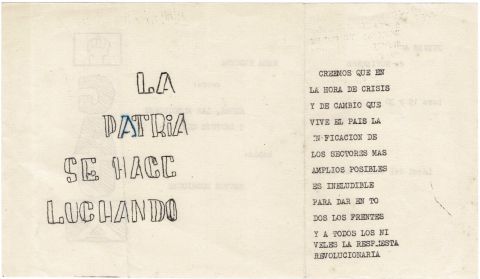 LA
PATRiA
SE HACE
LUCHANDO
CREEMOS QUE EN
LA HORA DE CRISIS
Y DE CAMBIO QUE
VIVE EL PAIS LA
IN FICACION DE
LOS SECTORES MAS
AMPLIOS POSIBLES
ES INELUDIBLE
PARA DAR EN TO
DOS LOS FRENTES
Y A TODOS LOS NI
VELES LA RESPUESTA
REVOLUCIONARIA